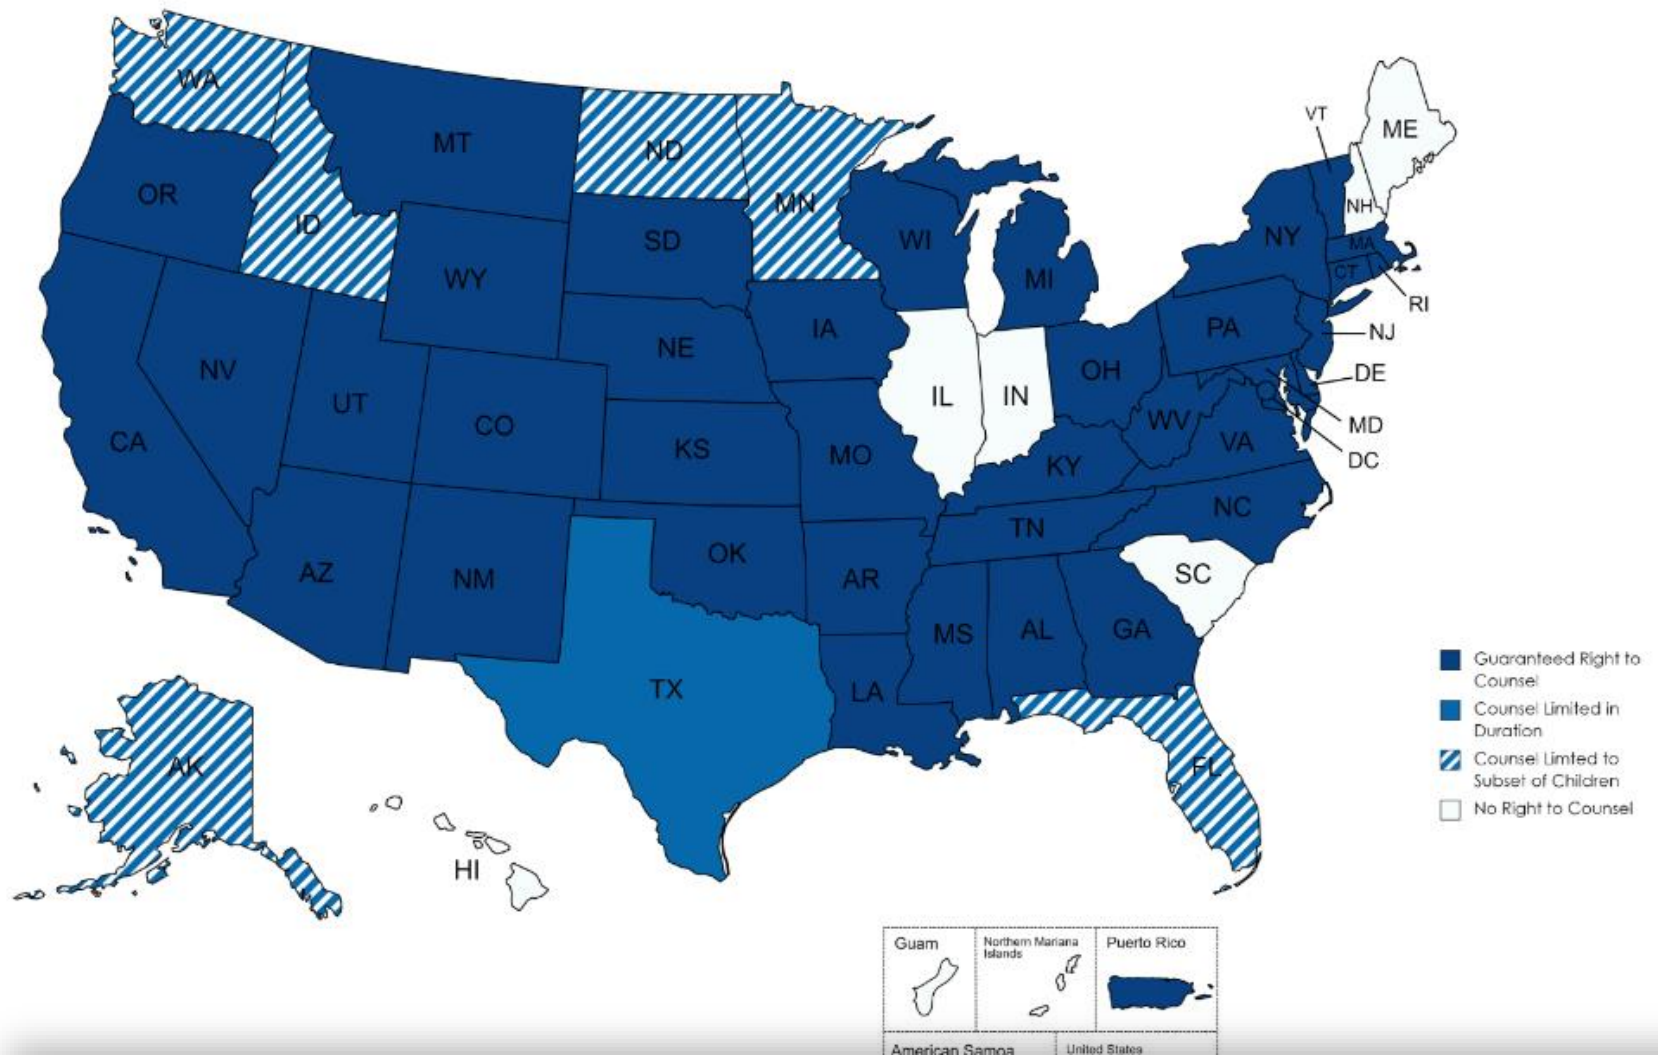 WA
MT
ND
MN
OR
ID
SD
WY
WI
MI
VT
ME
NH
NY
MA
CT
RI
NV
UT
CO
NE
IA
PA
NJ
CA
KS
MO
IL
IN
OH
DE
WV
VA
MD
DC
KY
AZ
NM
OK
AR
TN
NC
SC
TX
LA
MS
AL
GA
FL
AK
HI
Guaranteed Right to
Counsel
Counsel Limited in
Duration
Counsel Limted to
Subset of Children
No Right to Counsel
Guam
Northern Mariana
Islands
Puerto Rico
American Samoa
United States